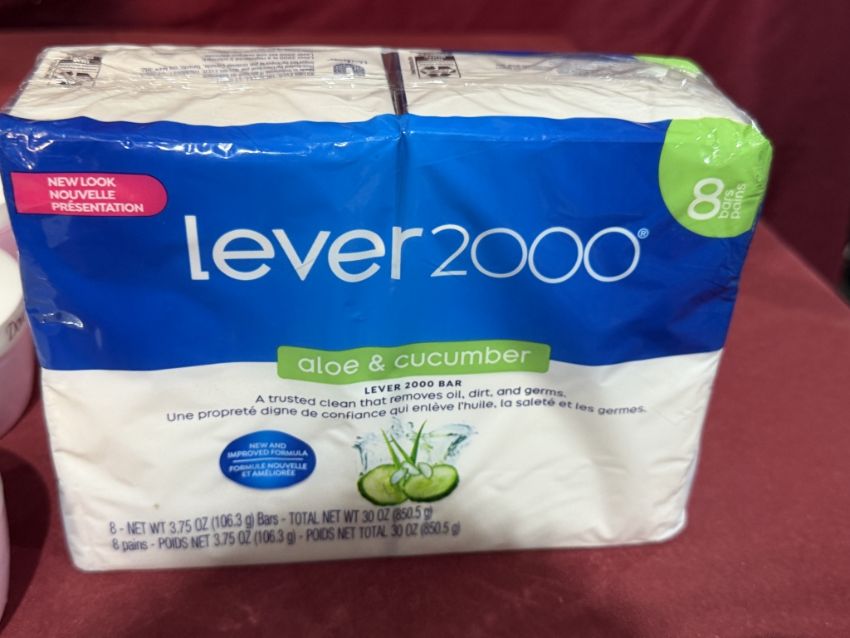 NEW LOOK
NOUVELLE
PRÉSENTATION
8
bars
pains
lever2000®
aloe & cucumber
LEVER 2000 BAR
A trusted clean that removes oil, dirt, and germs.
Une propreté digne de confiance qui enlève l'huile, la saleté et les germes.
NEW AND
IMPROVED FORMULA
FORMULE NOUVELLE
ET AMÉLIORÉE
8 - NET WT 3.75 OZ (106.3 g) Bars - TOTAL NET WT 30 OZ (850.5 g)
8 pains - POIDS NET 3.75 OZ (106.3 g) - POIDS NET TOTAL 30 OZ (850.5 g)